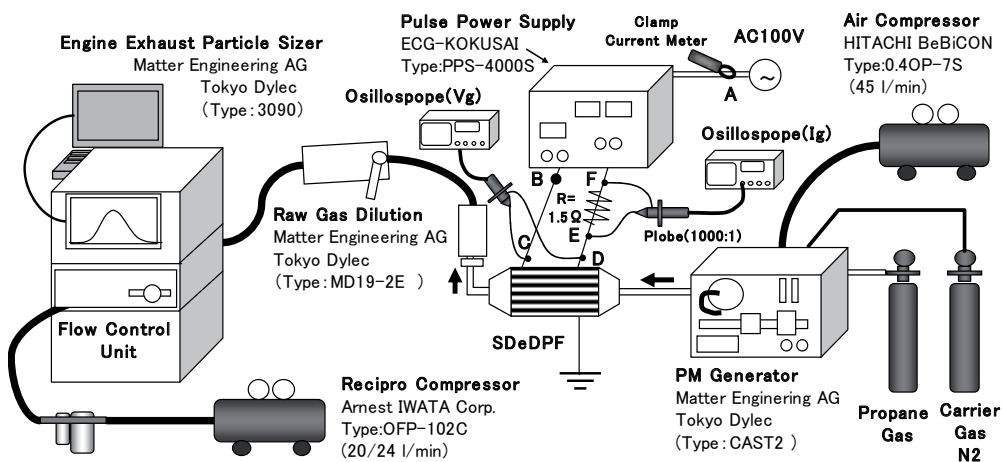 Engine Exhaust Particle Sizer
Matter Engineering AG
Tokyo Dylec
(Type:3090)
Pulse Power Supply
ECG-KOKUSAI
Type:PPS-4000S
Clamp
Current Meter
AC100V
A
Air Compressor
HITACHI BeBiCON
Type:0.4OP-7S
(45 l/min)
Osillospope(Vg)
Osillospope(Ig)
B
F
R=
1.5Ω
E
C
D
Plobe(1000:1)
Raw Gas Dilution
Matter Engineering AG
Tokyo Dylec
(Type:MD19-2E )
Flow Control
Unit
SDeDPF
PM Generator
Matter Enginering AG
Tokyo Dylec
(Type:CAST2 )
Propane
Gas
Carrier
Gas
N2
Recipro Compressor
Arnest IWATA Corp.
Type:OFP-102C
(20/24 l/min)